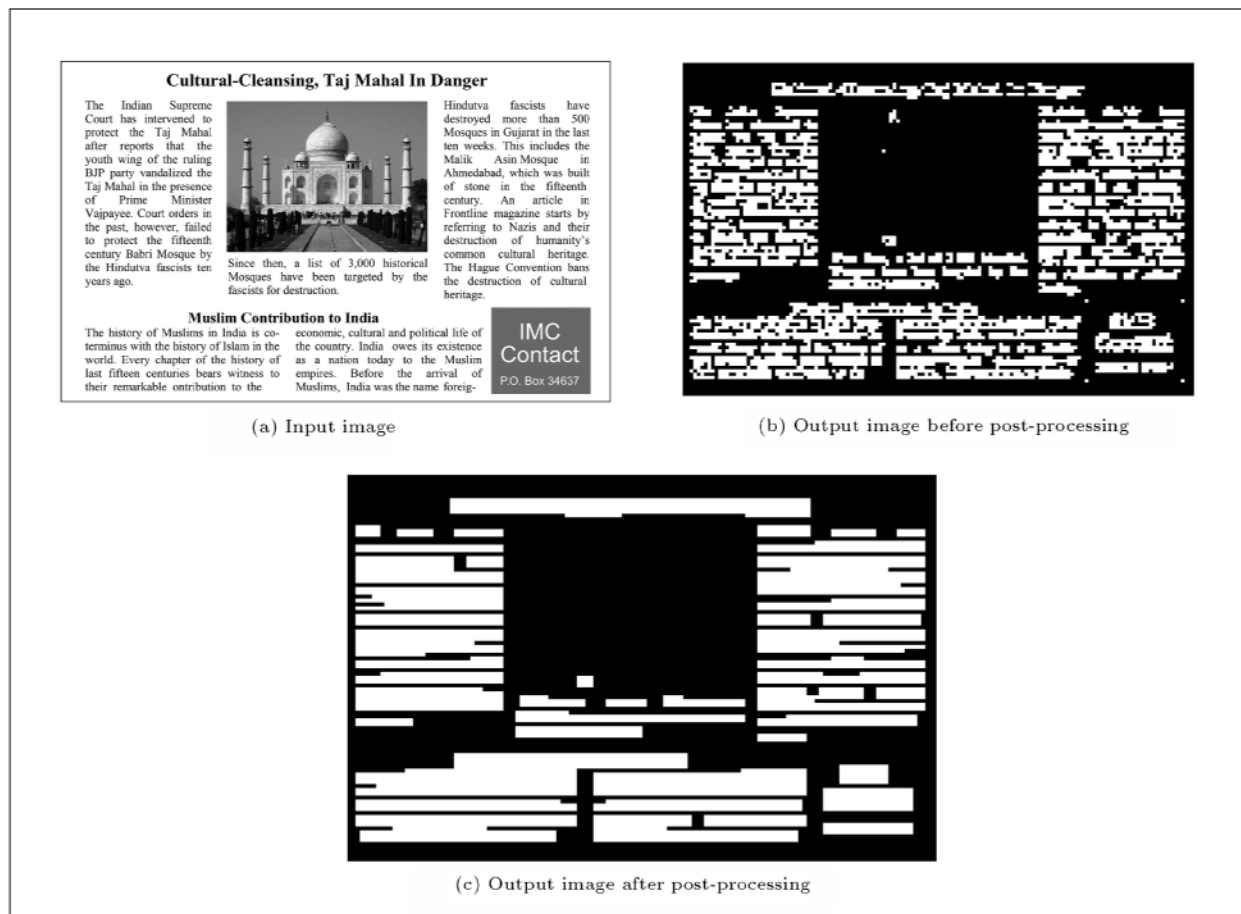 Cultural-Cleansing, Taj Mahal In Danger
The Indian Supreme
Court has intervened to
protect the Taj Mahal
after reports that the
youth wing of the ruling
BJP party vandalized the
Taj Mahal in the presence
of Prime Minister
Vajpayee. Court orders in
the past, however, failed
to protect the fifteenth
century Babri Mosque by
the Hindutva fascists ten
years ago.
Since then, a list of 3,000 historical
Mosques have been targeted by the
fascists for destruction.
Hindutva fascists have
destroyed more than 500
Mosques in Gujarat in the last
ten weeks. This includes the
Malik Asin Mosque in
Ahmedabad, which was built
of stone in the fifteenth
century. An article in
Frontline magazine starts by
referring to Nazis and their
destruction of humanity's
common cultural heritage.
The Hague Convention bans
the destruction of cultural
heritage.
Muslim Contribution to India
The history of Muslims in India is co-
terminus with the history of Islam in the
world. Every chapter of the history of
last fifteen centuries bears witness to
their remarkable ontribution to the
economic, cultural and political life of
the country. India owes its existence
as a nation today to the Muslim
empires. Before the arrival of
Muslims, India was the name foreig-
IMC
Contact
P.O. Box 34637
(a) Input image
(b) Output image before post-processing
(c) Output image after post-processing